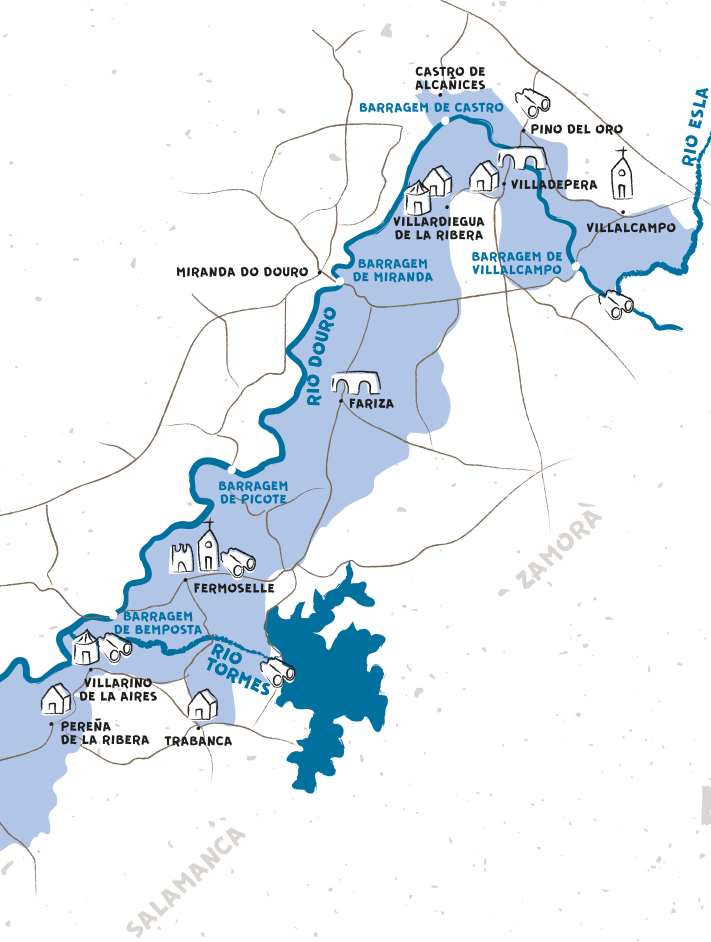 CASTRO DE
ALCAÑICES
BARRAGEM DE CASTRO
RIO ESLA
PINO DEL ORO
VILLADEPERA
VILLARDIEGUA
DE LA RIBERA
VILLALCAMPO
BARRAGEM DE
VILLALCAMPO
MIRANDA DO DOURO
BARRAGEM
DE MIRANDA
RIO DOURO
FARIZA
BARRAGEM
DE PICOTE
ZAMORA
FERMOSELLE
BARRAGEM
DE BEMPOSTA
RIO
TORMES
VILLARINO
DE LA AIRES
PEREÑA
DE LA RIBERA
TRABANCA
SALAMANCA